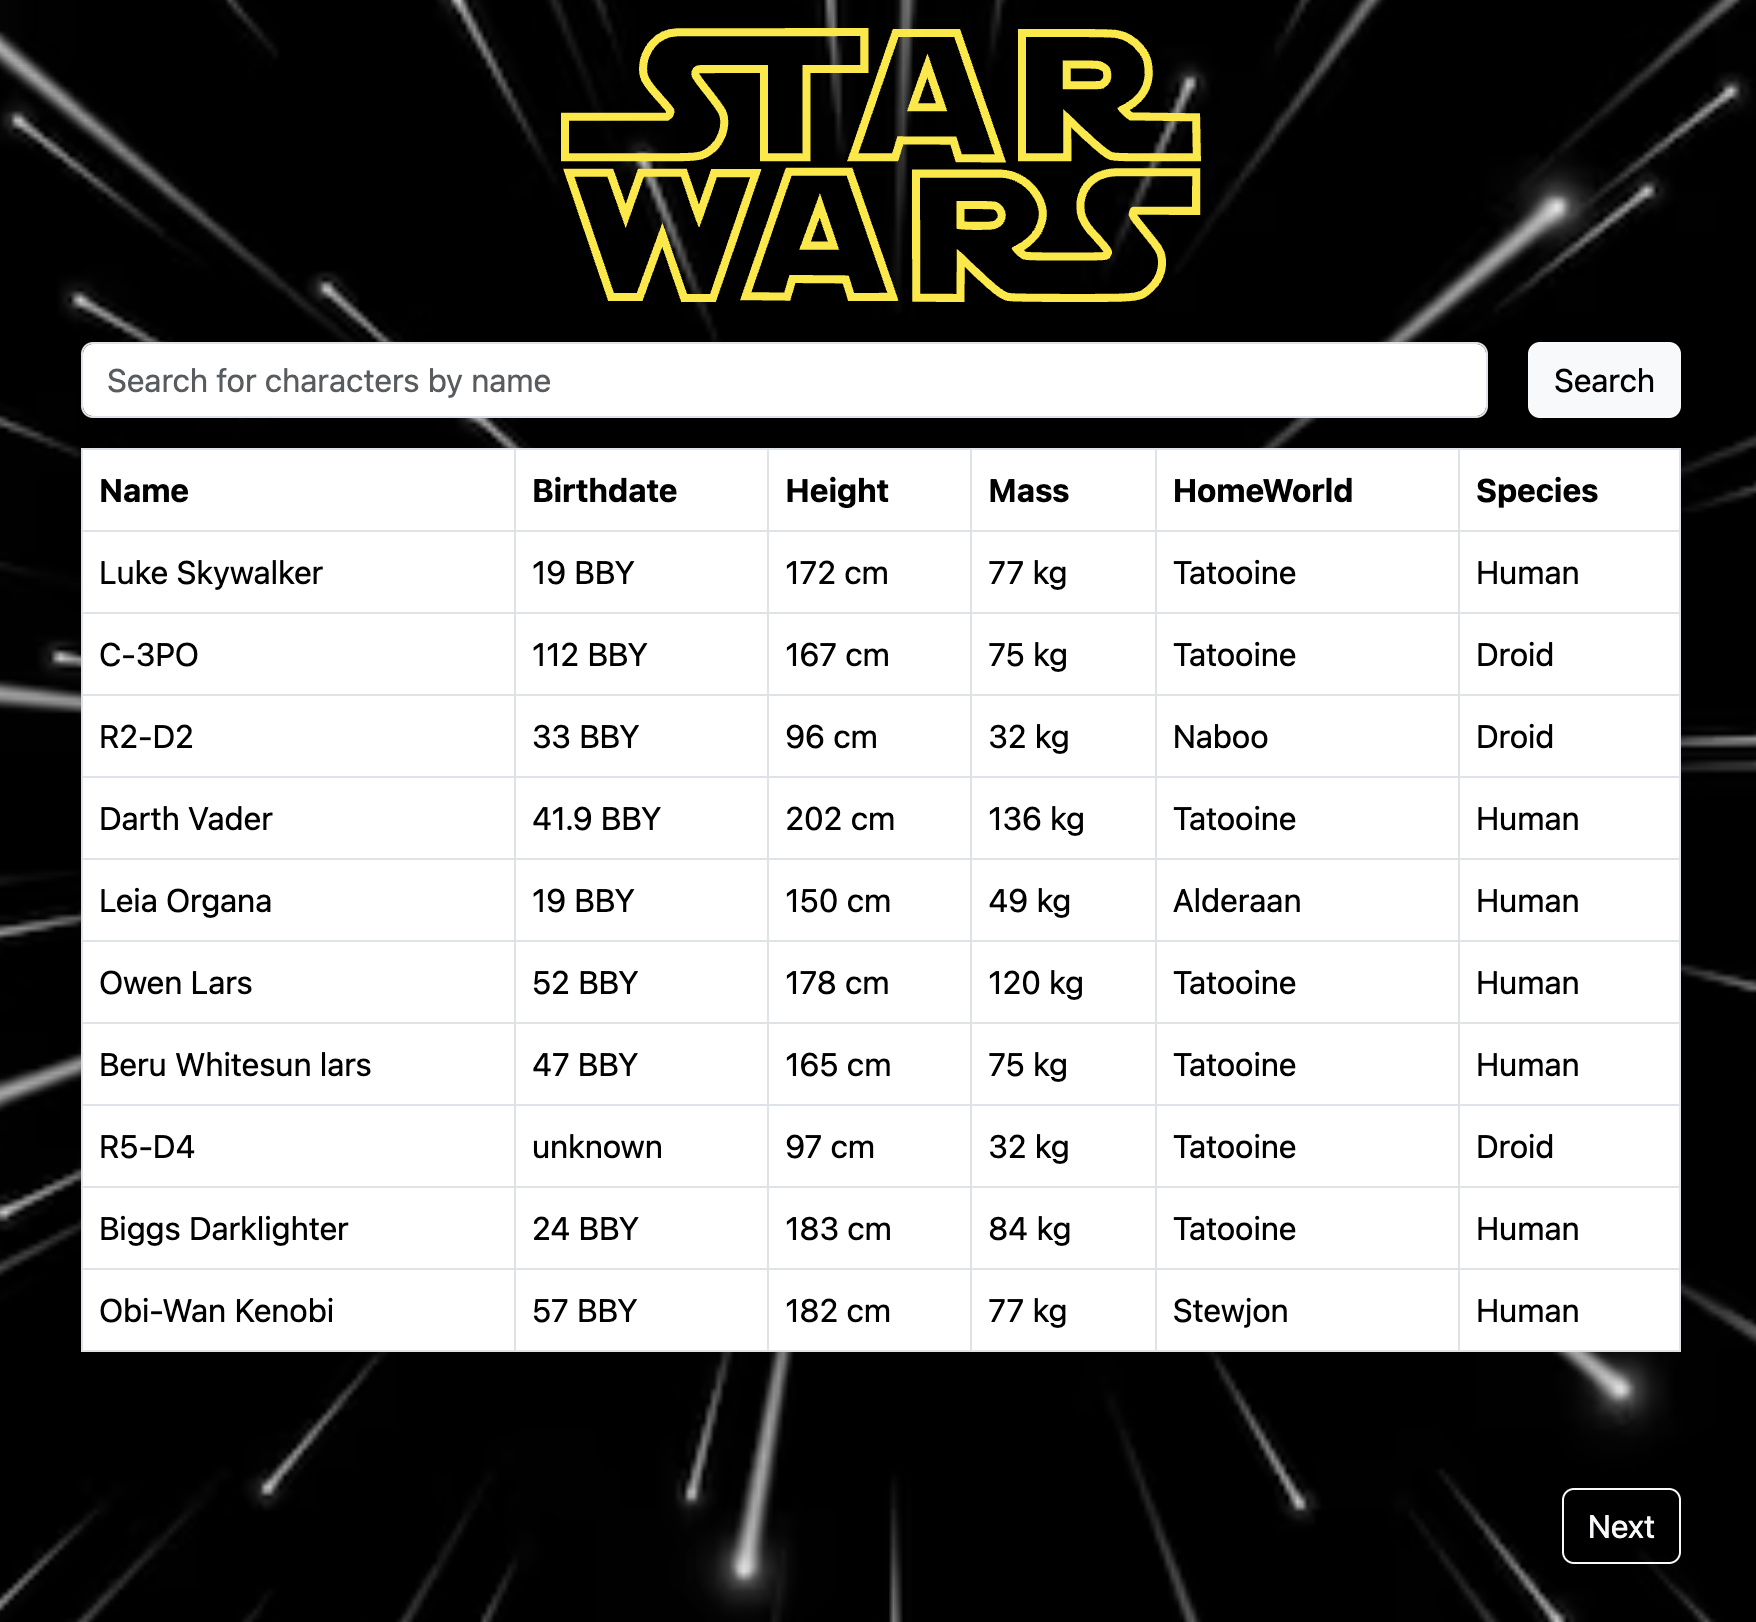 STAR
WARS
Search for characters by name Search
Name Birthdate Height Mass HomeWorld Species
Luke Skywalker 19 BBY 172 cm 77 kg Tatooine Human
C-3PO 112 BBY 167 cm 75 kg Tatooine Droid
R2-D2 33 BBY 96 cm 32 kg Naboo Droid
Darth Vader 41.9 BBY 202 cm 136 kg Tatooine Human
Leia Organa 19 BBY 150 cm 49 kg Alderaan Human
Owen Lars 52 BBY 178 cm 120 kg Tatooine Human
Beru Whitesun lars 47 BBY 165 cm 75 kg Tatooine Human
R5-D4 unknown 97 cm 32 kg Tatooine Droid
Biggs Darklighter 24 BBY 183 cm 84 kg Tatooine Human
Obi-Wan Kenobi 57 BBY 182 cm 77 kg Stewjon Human
Next